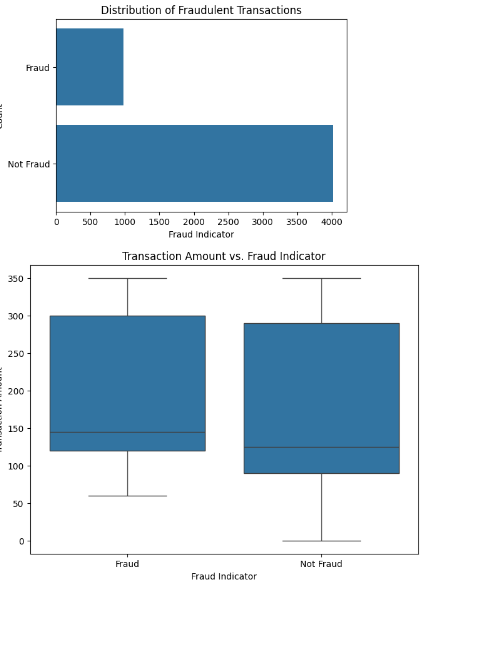 Distribution of Fraudulent Transactions
Fraud
Not Fraud
0 500 1000 1500 2000 2500 3000 3500 4000
Fraud Indicator
Transaction Amount vs. Fraud Indicator
350
300
250
200
150
100
50
0
Fraud Not Fraud
Fraud Indicator